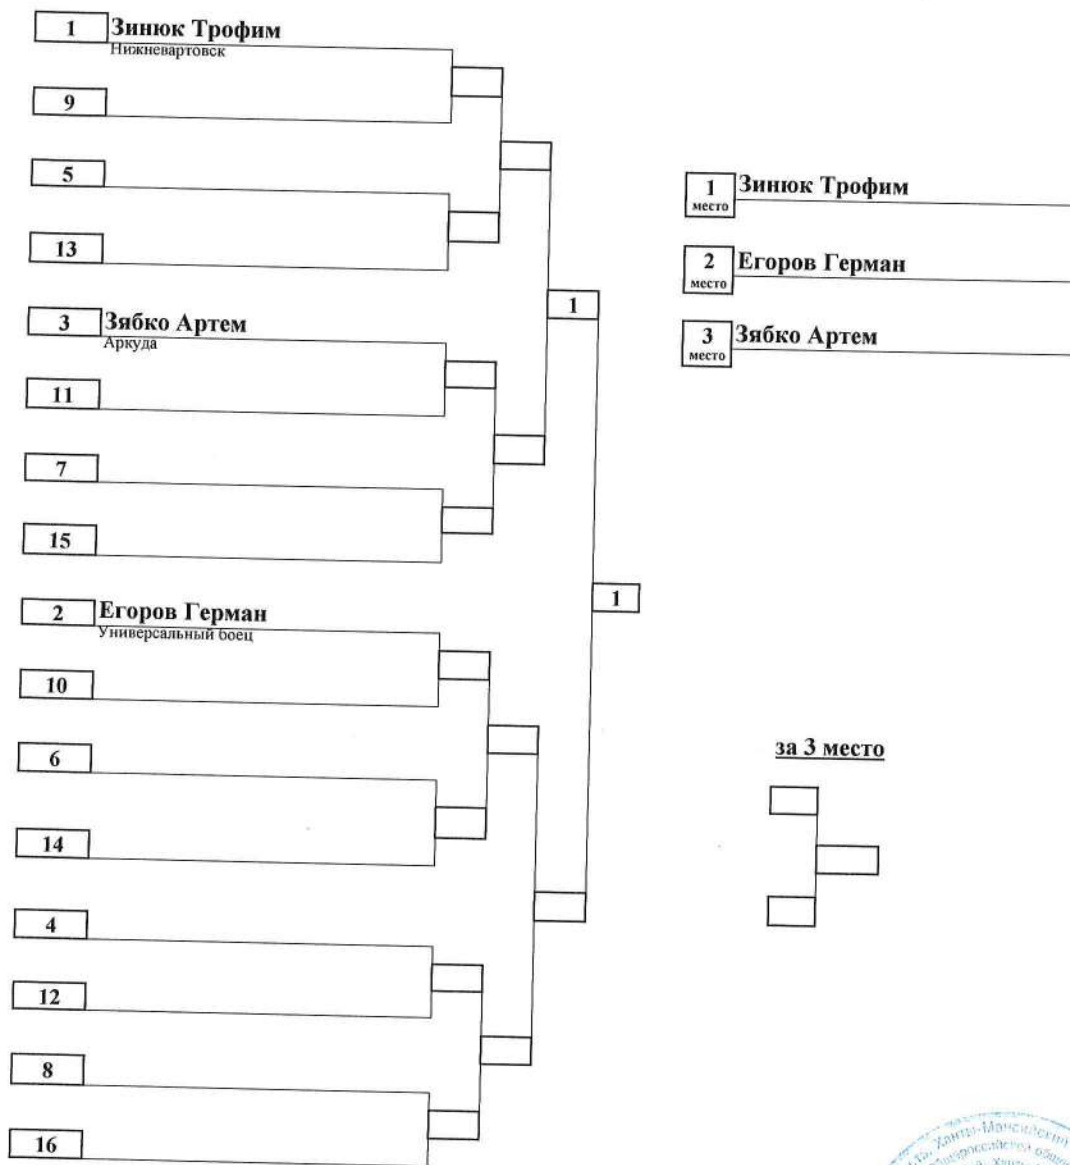 1 Зинюк Трофим
Нижневартовск
9
5
13
3 Зябко Артем
Аркуда
11
7
15
2 Егоров Герман
Универсальный боец
10
6
14
4
12
8
16
1
1
1 место Зинюк Трофим
2 место Егоров Герман
3 место Зябко Артем
за 3 место
Ханты-Мансийский